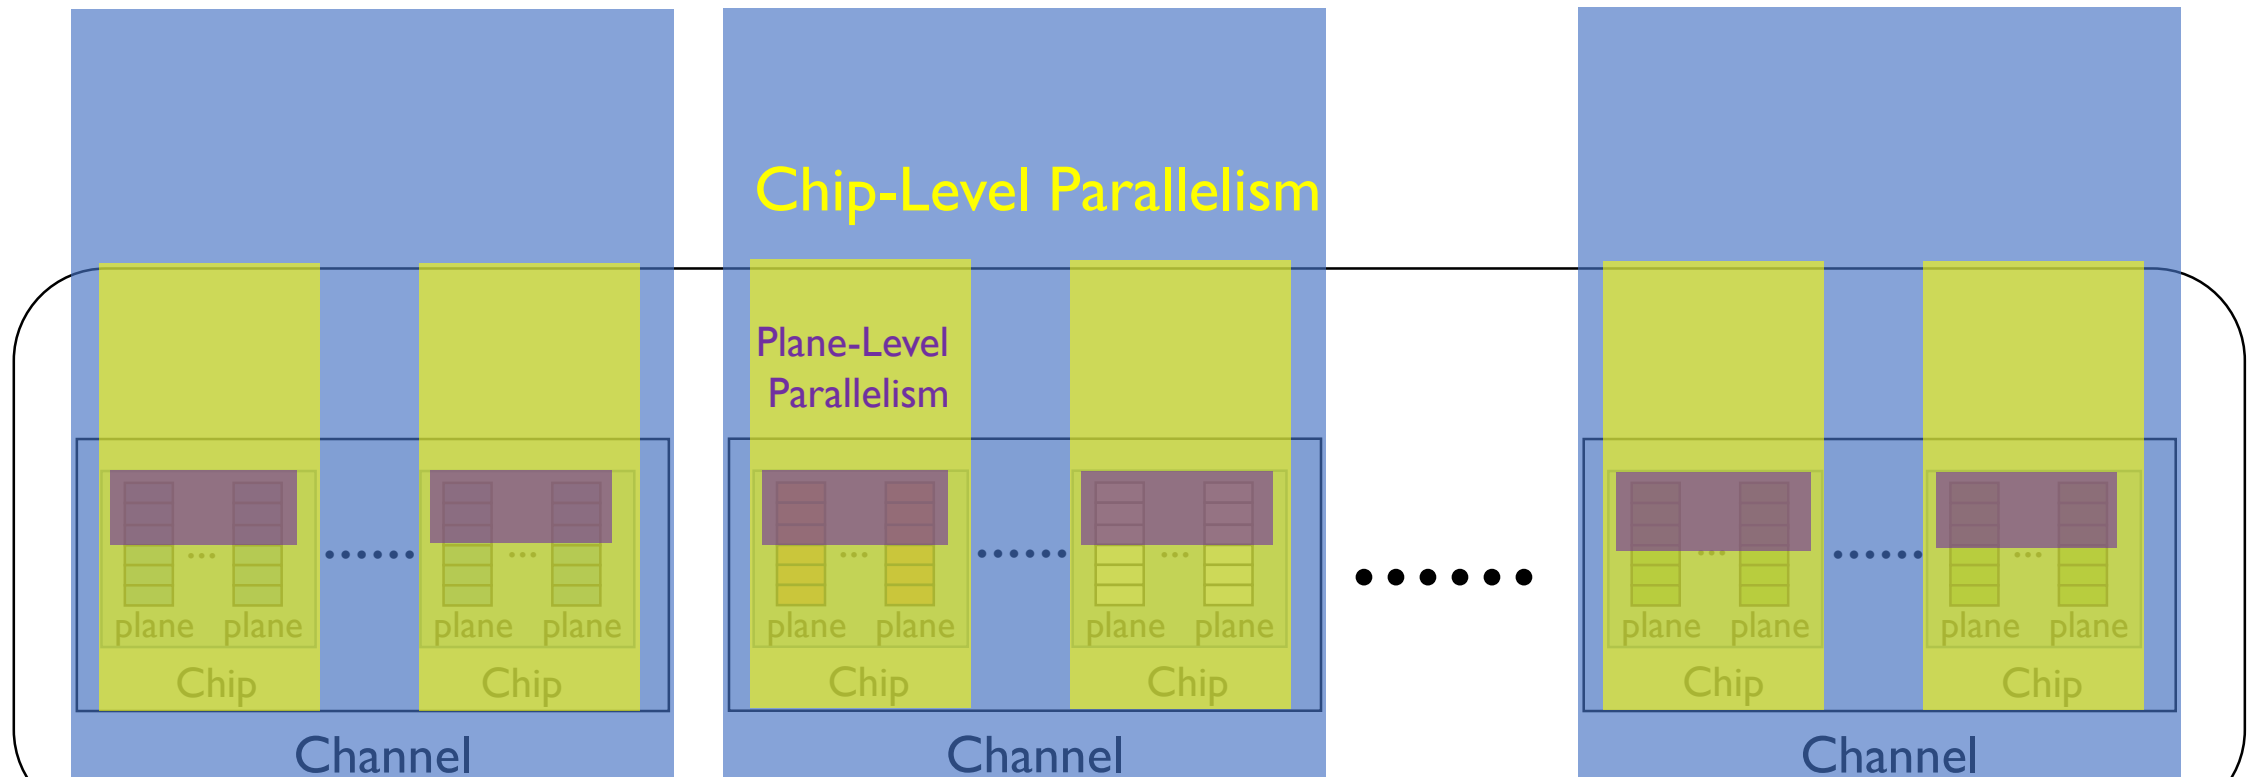 Chip-Level Parallelism
Plane-Level
Parallelism
... ... ... ... ... ...
plane plane plane plane plane plane plane plane plane plane plane plane
Chip Chip Chip Chip Chip Chip
Channel Channel Channel